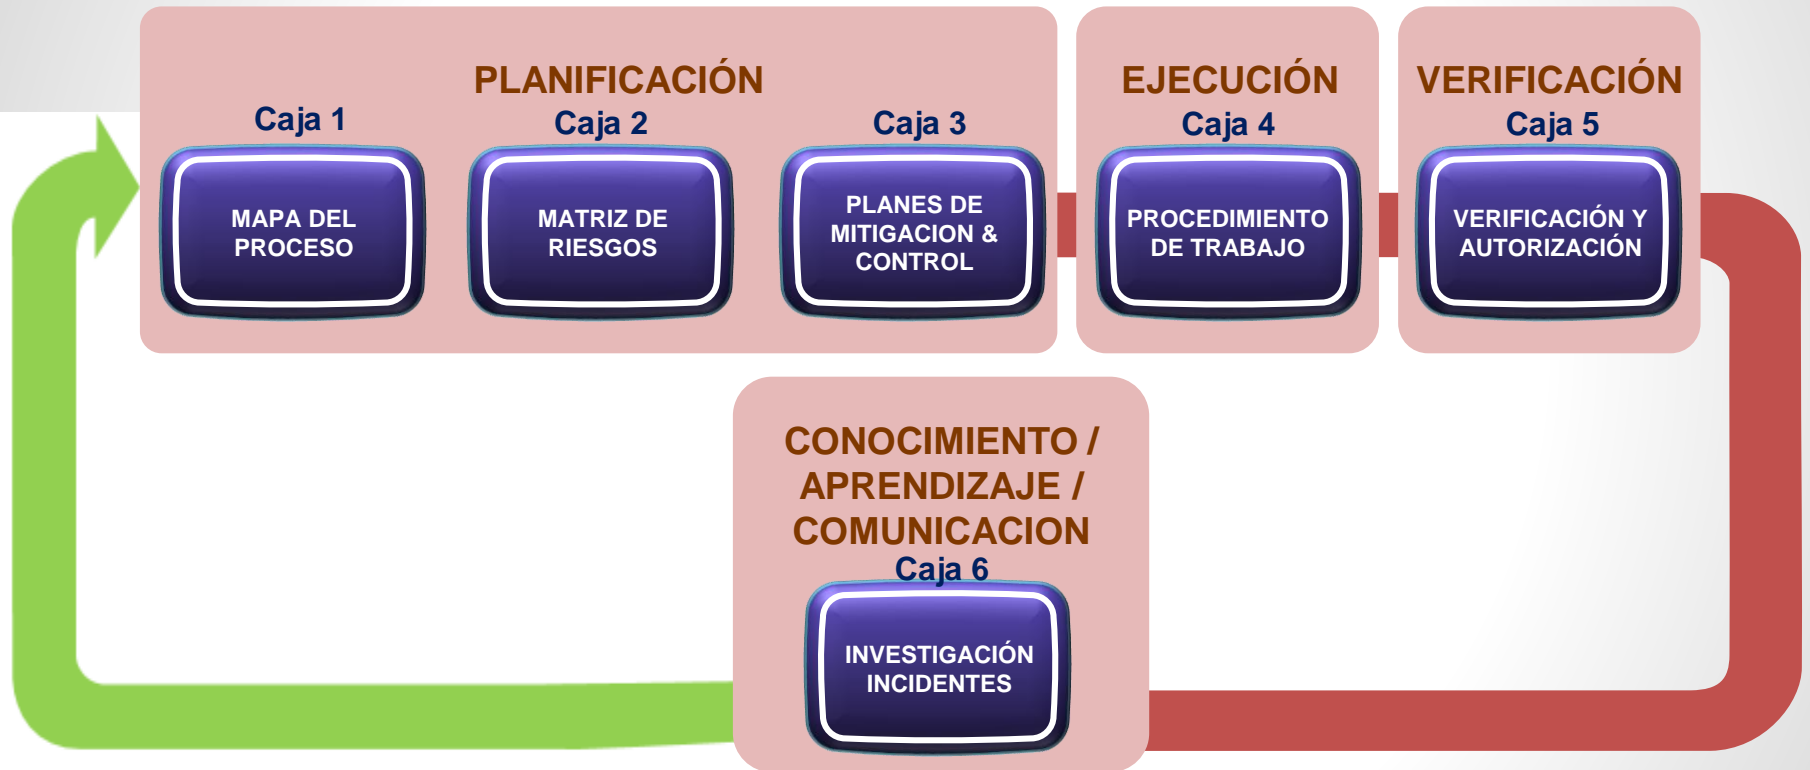 PLANIFICACIÓN
Caja 1
MAPA DEL
PROCESO
Caja 2
MATRIZ DE
RIESGOS
Caja 3
PLANES DE
MITIGACION &
CONTROL
EJECUCIÓN
Caja 4
PROCEDIMIENTO
DE TRABAJO
VERIFICACIÓN
Caja 5
VERIFICACIÓN Y
AUTORIZACIÓN
CONOCIMIENTO /
APRENDIZAJE /
COMUNICACION
Caja 6
INVESTIGACIÓN
INCIDENTES